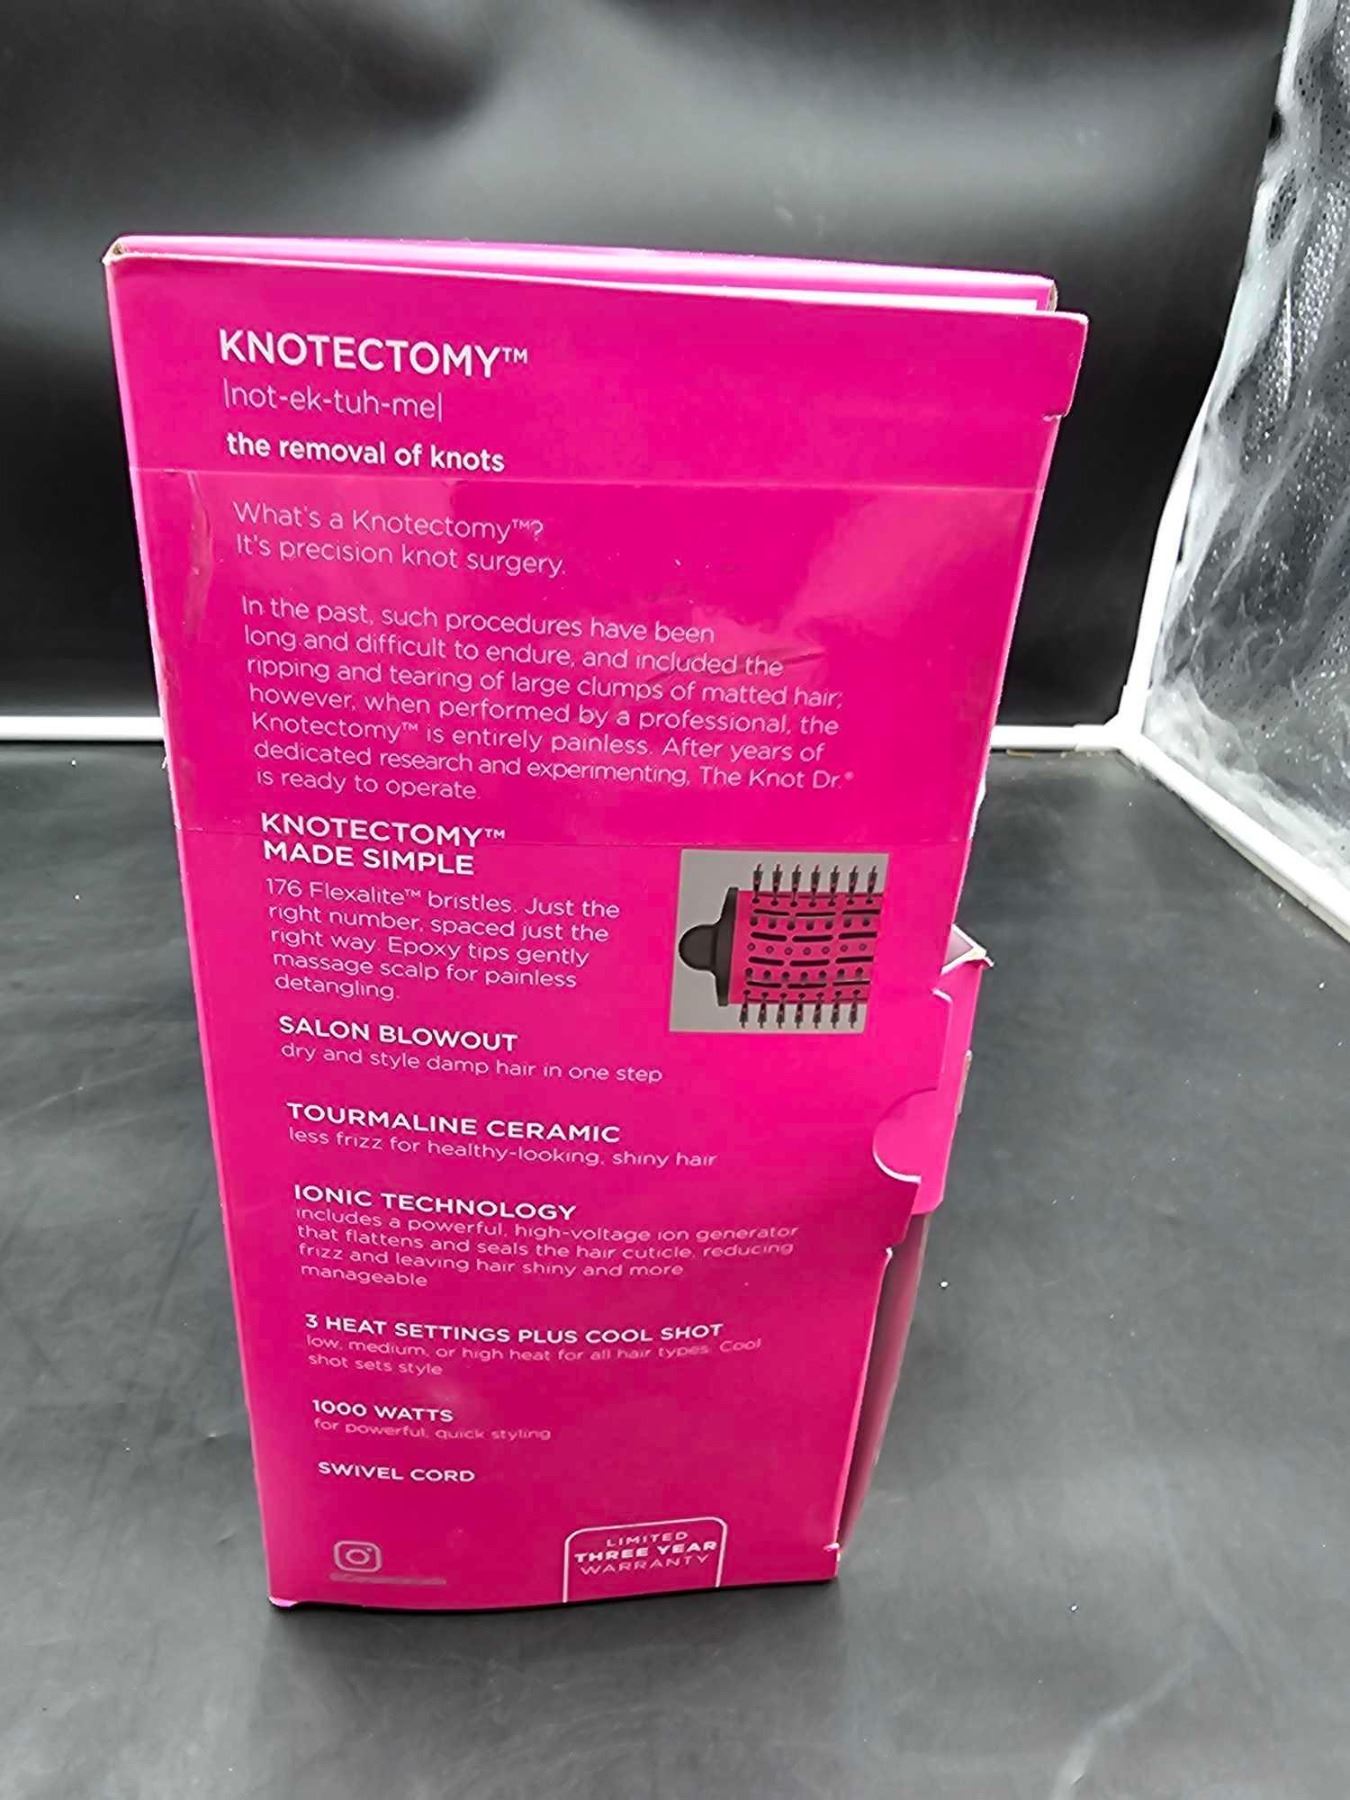 KNOTECTOMY™
|not-ek-tuh-me|
the removal of knots
What's a Knotectomy™?
It's precision knot surgery.
In the past, such procedures have been
long and difficult to endure, and included the
ripping and tearing of large clumps of matted hair;
however, when performed by a professional, the
Knotectomy™ is entirely painless. After years of
dedicated research and experimenting, The Knot Dr.®
is ready to operate.
KNOTECTOMY™
MADE SIMPLE
176 Flexalite™ bristles. Just the
right number, spaced just the
right way. Epoxy tips gently
massage scalp for painless
detangling.
SALON BLOWOUT
dry and style damp hair in one step
TOURMALINE CERAMIC
less frizz for healthy-looking, shiny hair
IONIC TECHNOLOGY
includes a powerful, high-voltage ion generator
that flattens and seals the hair cuticle, reducing
frizz and leaving hair shiny and more
manageable
3 HEAT SETTINGS PLUS COOL SHOT
low, medium, or high heat for all hair types. Cool
shot sets style
1000 WATTS
for powerful, quick styling
SWIVEL CORD
LIMITED
THREE YEAR
WARRANTY